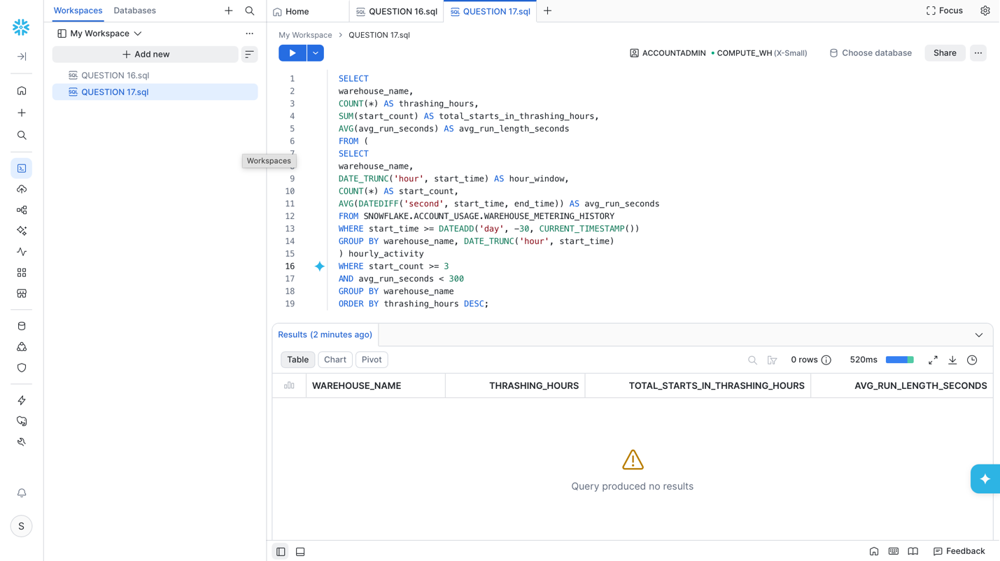 Workspaces
Databases
Home
SQL QUESTION 16.sql
SQL QUESTION 17.sql
Focus
My Workspace
My Workspace > QUESTION 17.sql
Add new
ACCOUNTADMIN • COMPUTE_WH (X-Small)
Choose database
Share
SQL QUESTION 16.sql
SQL QUESTION 17.sql
Workspaces
1 SELECT
2 warehouse_name,
3 COUNT(*) AS thrashing_hours,
4 SUM(start_count) AS total_starts_in_thrashing_hours,
5 AVG(avg_run_seconds) AS avg_run_length_seconds
6 FROM (
7 SELECT
8 warehouse_name,
9 DATE_TRUNC('hour', start_time) AS hour_window,
10 COUNT(*) AS start_count,
11 AVG(DATEDIFF('second', start_time, end_time)) AS avg_run_seconds
12 FROM SNOWFLAKE.ACCOUNT_USAGE.WAREHOUSE_METERING_HISTORY
13 WHERE start_time >= DATEADD('day', -30, CURRENT_TIMESTAMP())
14 GROUP BY warehouse_name, DATE_TRUNC('hour', start_time)
15 ) hourly_activity
16 WHERE start_count >= 3
17 AND avg_run_seconds < 300
18 GROUP BY warehouse_name
19 ORDER BY thrashing_hours DESC;
Results (2 minutes ago)
Table
Chart
Pivot
0 rows
520ms
WAREHOUSE_NAME
THRASHING_HOURS
TOTAL_STARTS_IN_THRASHING_HOURS
AVG_RUN_LENGTH_SECONDS
Query produced no results
S
Feedback